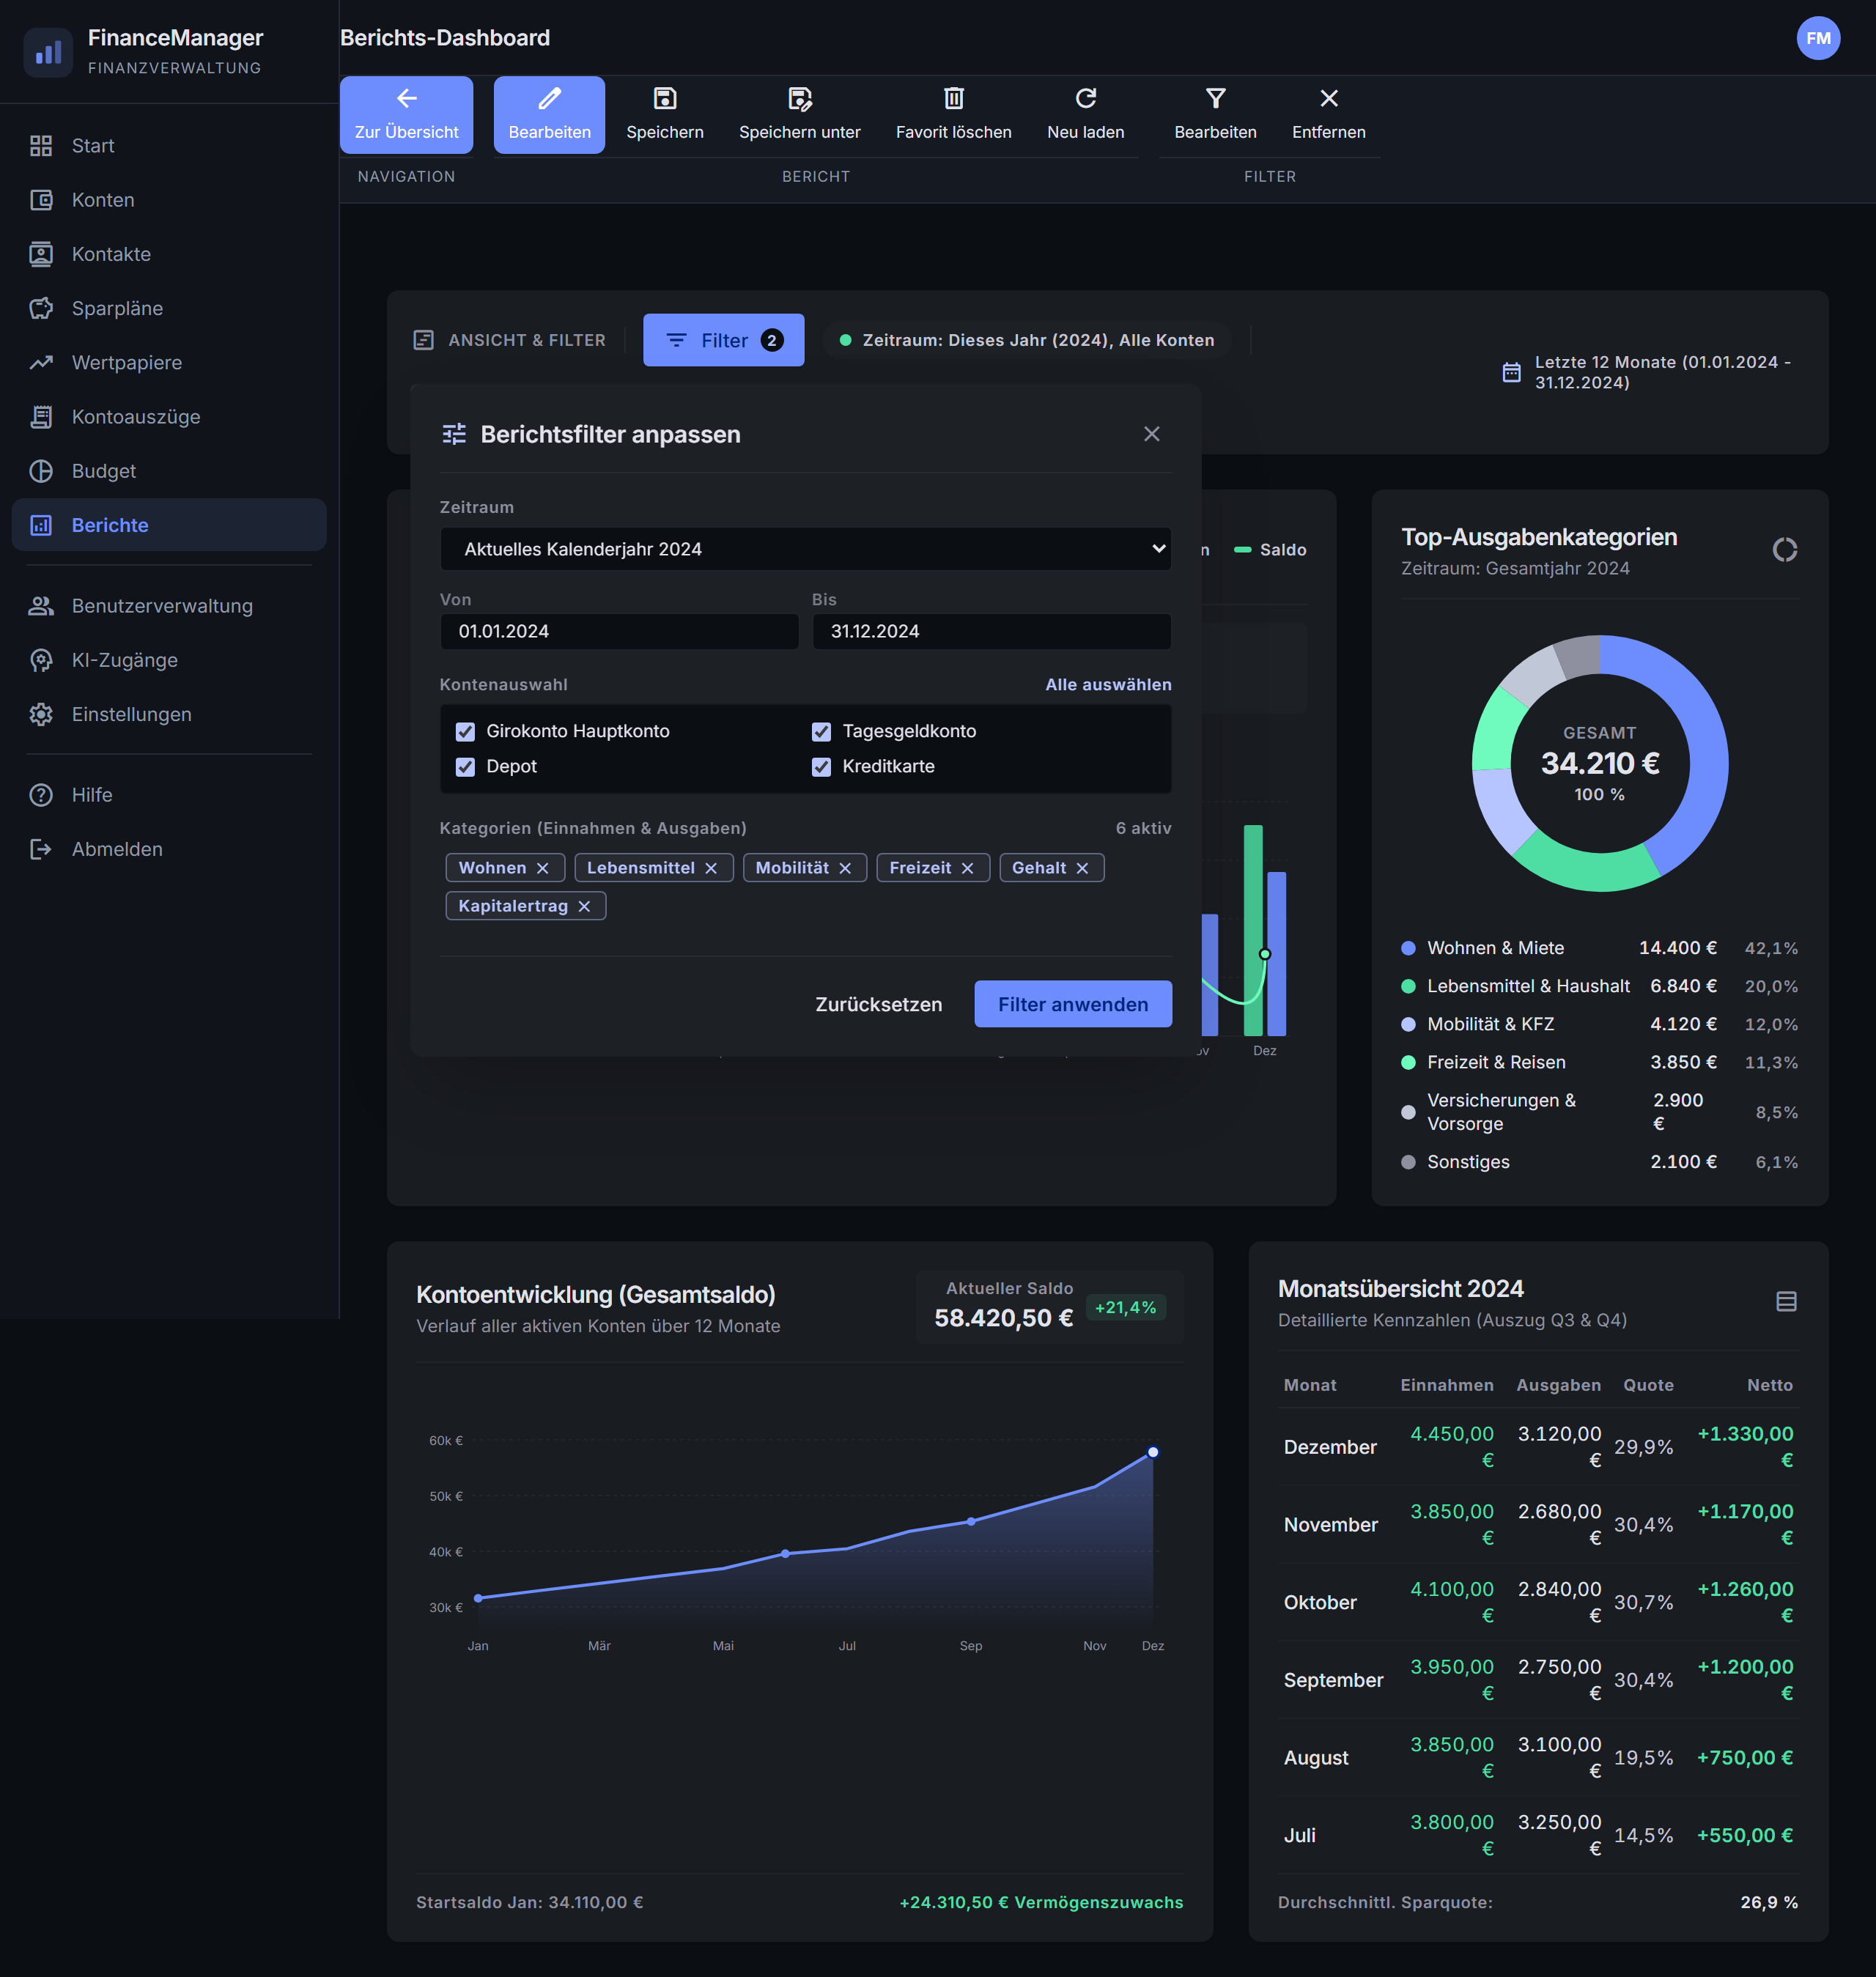 FinanceManager
FINANZVERWALTUNG
Start
Konten
Kontakte
Sparpläne
Wertpapiere
Kontoauszüge
Budget
Berichte
Benutzerverwaltung
KI-Zugänge
Einstellungen
Hilfe
Abmelden
Berichts-Dashboard
FM
Zur Übersicht
Bearbeiten
Speichern
Speichern unter
Favorit löschen
Neu laden
Bearbeiten
Entfernen
NAVIGATION
BERICHT
FILTER
ANSICHT & FILTER
Filter 2
Zeitraum: Dieses Jahr (2024), Alle Konten
Letzte 12 Monate (01.01.2024 -
31.12.2024)
Berichtsfilter anpassen
Zeitraum
Aktuelles Kalenderjahr 2024
Von
Bis
01.01.2024
31.12.2024
Kontenauswahl
Alle auswählen
Girokonto Hauptkonto
Tagesgeldkonto
Depot
Kreditkarte
Kategorien (Einnahmen & Ausgaben)
6 aktiv
Wohnen
Lebensmittel
Mobilität
Freizeit
Gehalt
Kapitalertrag
Zurücksetzen
Filter anwenden
Saldo
Dez
Top-Ausgabenkategorien
Zeitraum: Gesamtjahr 2024
GESAMT
34.210 €
100 %
Wohnen & Miete 14.400 € 42,1%
Lebensmittel & Haushalt 6.840 € 20,0%
Mobilität & KFZ 4.120 € 12,0%
Freizeit & Reisen 3.850 € 11,3%
Versicherungen & 2.900
Vorsorge € 8,5%
Sonstiges 2.100 € 6,1%
Kontoentwicklung (Gesamtsaldo)
Verlauf aller aktiven Konten über 12 Monate
Aktueller Saldo
58.420,50 €
+21,4%
60k €
50k €
40k €
30k €
Jan Mär Mai Jul Sep Nov Dez
Startsaldo Jan: 34.110,00 €
+24.310,50 € Vermögenszuwachs
Monatsübersicht 2024
Detaillierte Kennzahlen (Auszug Q3 & Q4)
Monat Einnahmen Ausgaben Quote Netto
Dezember 4.450,00 € 3.120,00 € 29,9% +1.330,00 €
November 3.850,00 € 2.680,00 € 30,4% +1.170,00 €
Oktober 4.100,00 € 2.840,00 € 30,7% +1.260,00 €
September 3.950,00 € 2.750,00 € 30,4% +1.200,00 €
August 3.850,00 € 3.100,00 € 19,5% +750,00 €
Juli 3.800,00 € 3.250,00 € 14,5% +550,00 €
Durchschnittl. Sparquote: 26,9 %